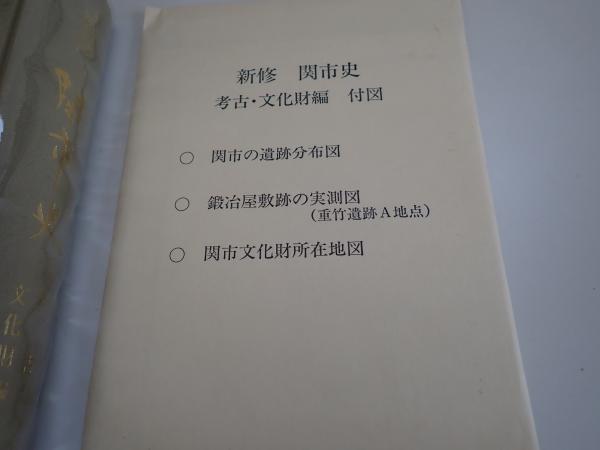 新修 関市史
考古・文化財編 付図
○ 関市の遺跡分布図
○ 鍛冶屋敷跡の実測図
(重竹遺跡A地点)
○ 関市文化財所在地図